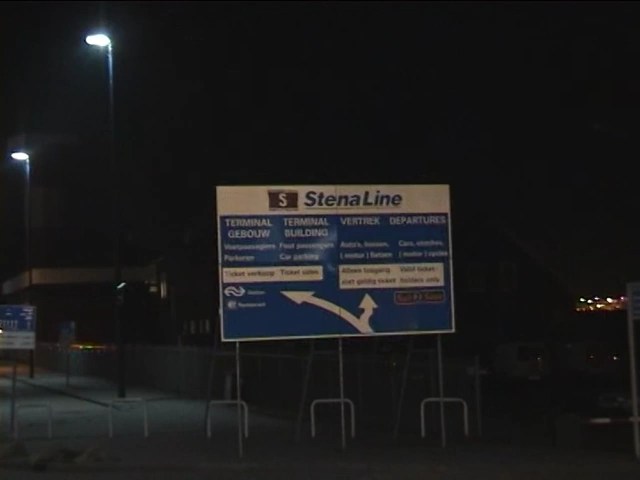 S StenaLine
TERMINAL TERMINAL VERTREK DEPARTURES
GEBOUW BUILDING
Voetpassagiers Foot passengers Auto's, bussen, Cars, coaches,
Parkeren Car parking (motor) fietsen (motor) cycles
Ticket verkoop Ticket sales Alleen toegang Valid ticket
met geldig ticket holders only